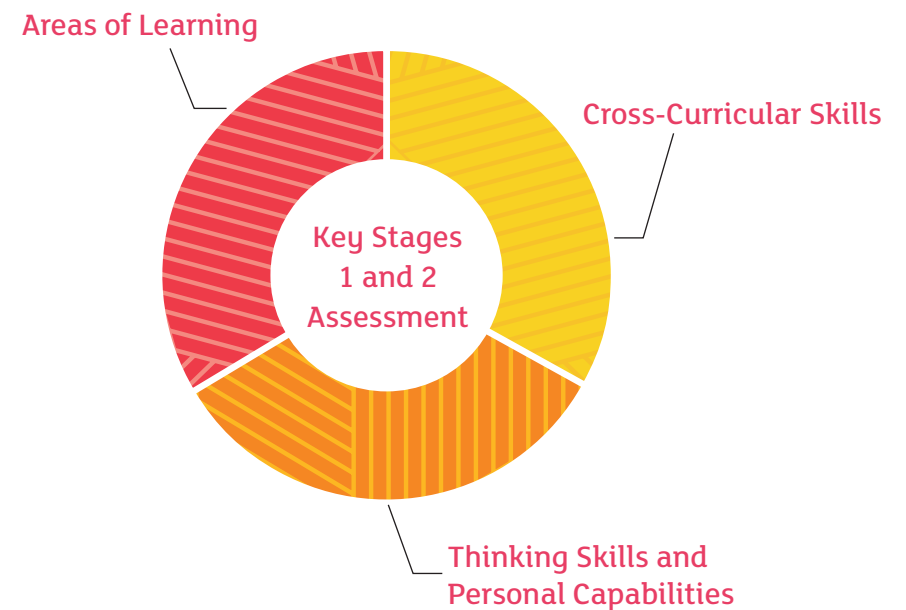 Areas of Learning
Cross-Curricular Skills
Key Stages
1 and 2
Assessment
Thinking Skills and
Personal Capabilities